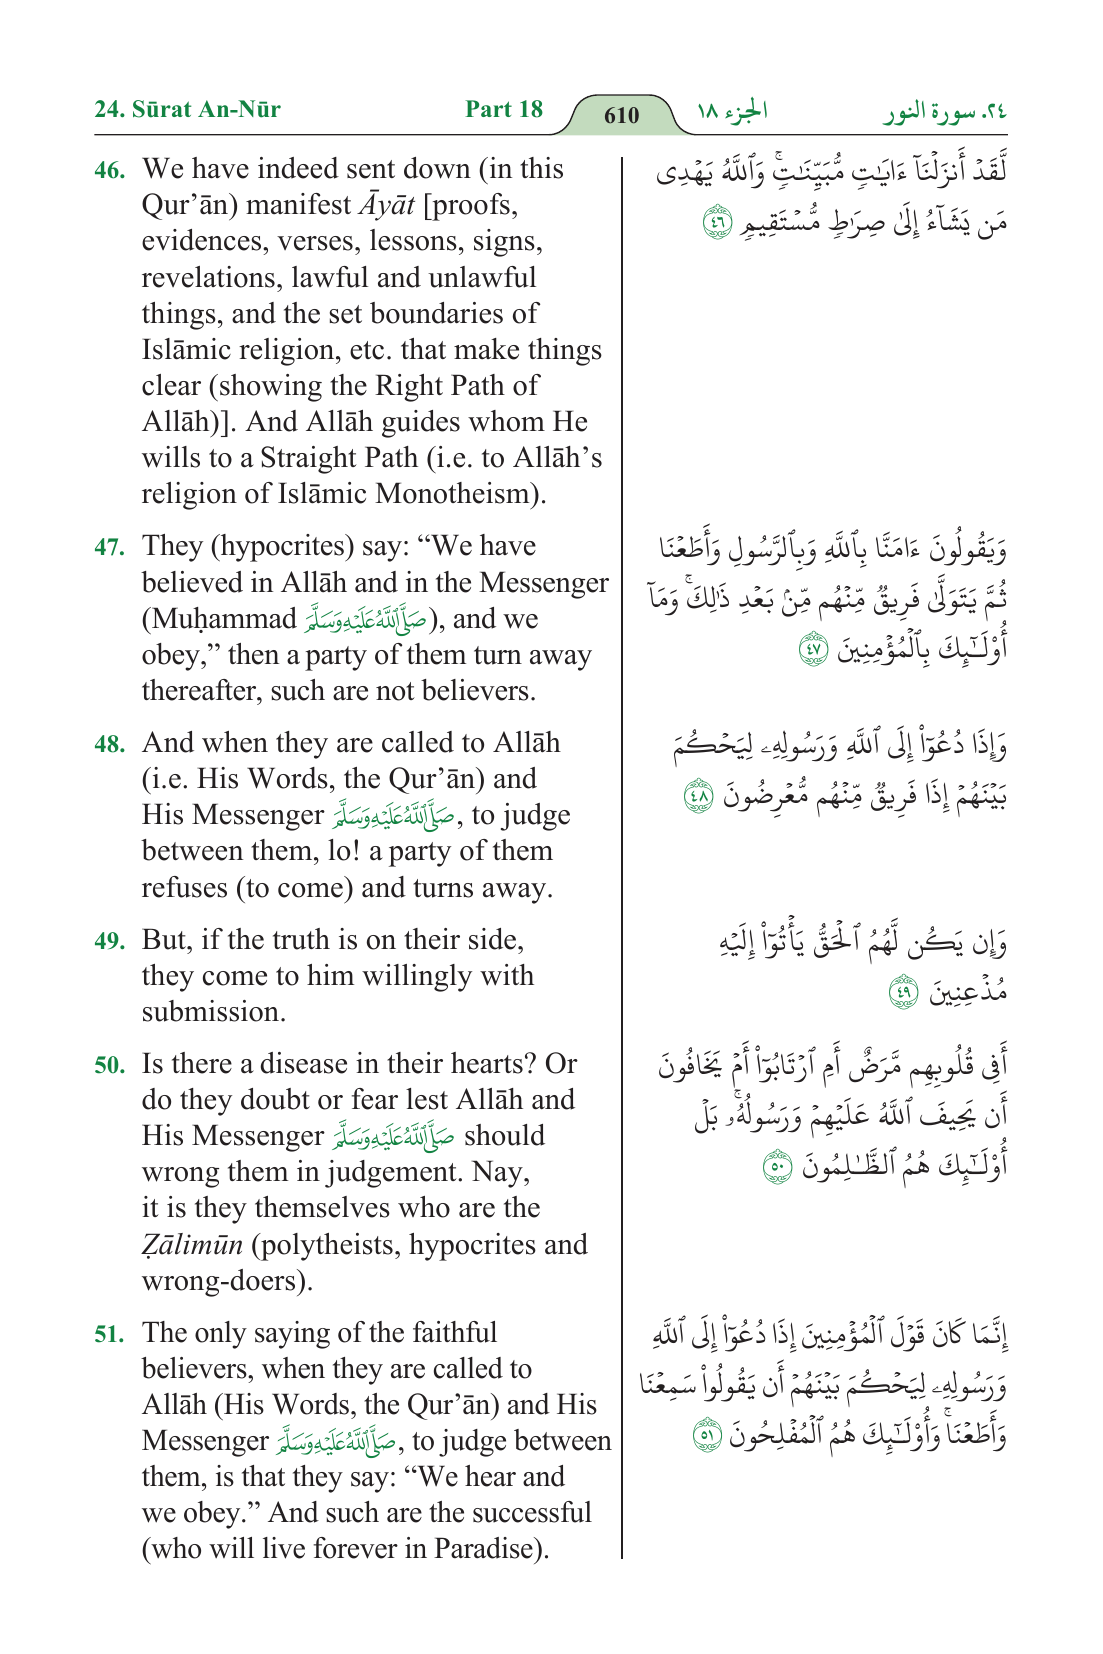 24. Sūrat An-Nūr
Part 18
610
الجزء ١٨
٢٤. سورة النور
46. We have indeed sent down (in this
Qur’ān) manifest Āyāt [proofs,
evidences, verses, lessons, signs,
revelations, lawful and unlawful
things, and the set boundaries of
Islāmic religion, etc. that make things
clear (showing the Right Path of
Allāh)]. And Allāh guides whom He
wills to a Straight Path (i.e. to Allāh’s
religion of Islāmic Monotheism).
47. They (hypocrites) say: “We have
believed in Allāh and in the Messenger
(Muḥammad صَلَّى اللَّهُ عَلَيْهِ وَسَلَّمَ), and we
obey,” then a party of them turn away
thereafter, such are not believers.
48. And when they are called to Allāh
(i.e. His Words, the Qur’ān) and
His Messenger صَلَّى اللَّهُ عَلَيْهِ وَسَلَّمَ, to judge
between them, lo! a party of them
refuses (to come) and turns away.
49. But, if the truth is on their side,
they come to him willingly with
submission.
50. Is there a disease in their hearts? Or
do they doubt or fear lest Allāh and
His Messenger صَلَّى اللَّهُ عَلَيْهِ وَسَلَّمَ should
wrong them in judgement. Nay,
it is they themselves who are the
Ẓālimūn (polytheists, hypocrites and
wrong-doers).
51. The only saying of the faithful
believers, when they are called to
Allāh (His Words, the Qur’ān) and His
Messenger صَلَّى اللَّهُ عَلَيْهِ وَسَلَّمَ, to judge between
them, is that they say: “We hear and
we obey.” And such are the successful
(who will live forever in Paradise).
لَّقَدۡ أَنزَلۡنَآ ءَايَٰتٖ مُّبَيِّنَٰتٖۚ وَٱللَّهُ يَهۡدِي
مَن يَشَآءُ إِلَىٰ صِرَٰطٖ مُّسۡتَقِيمٖ ٤٦
وَيَقُولُونَ ءَامَنَّا بِٱللَّهِ وَبِٱلرَّسُولِ وَأَطَعۡنَا
ثُمَّ يَتَوَلَّىٰ فَرِيقٞ مِّنۡهُم مِّنۢ بَعۡدِ ذَٰلِكَۚ وَمَآ
أُوْلَٰٓئِكَ بِٱلۡمُؤۡمِنِينَ ٤٧
وَإِذَا دُعُوٓاْ إِلَى ٱللَّهِ وَرَسُولِهِۦ لِيَحۡكُمَ
بَيۡنَهُمۡ إِذَا فَرِيقٞ مِّنۡهُم مُّعۡرِضُونَ ٤٨
وَإِن يَكُن لَّهُمُ ٱلۡحَقُّ يَأۡتُوٓاْ إِلَيۡهِ
مُذۡعِنِينَ ٤٩
أَفِي قُلُوبِهِم مَّرَضٌ أَمِ ٱرۡتَابُوٓاْ أَمۡ يَخَافُونَ
أَن يَحِيفَ ٱللَّهُ عَلَيۡهِمۡ وَرَسُولُهُۥۚ بَلۡ
أُوْلَٰٓئِكَ هُمُ ٱلظَّٰلِمُونَ ٥٠
إِنَّمَا كَانَ قَوۡلَ ٱلۡمُؤۡمِنِينَ إِذَا دُعُوٓاْ إِلَى ٱللَّهِ
وَرَسُولِهِۦ لِيَحۡكُمَ بَيۡنَهُمۡ أَن يَقُولُواْ سَمِعۡنَا
وَأَطَعۡنَاۚ وَأُوْلَٰٓئِكَ هُمُ ٱلۡمُفۡلِحُونَ ٥١